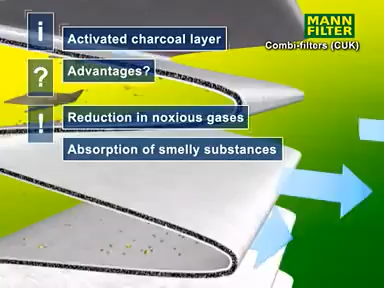 MANN
FILTER
Combi-filters (CUK)
i
Activated charcoal layer
?
Advantages?
!
Reduction in noxious gases
Absorption of smelly substances